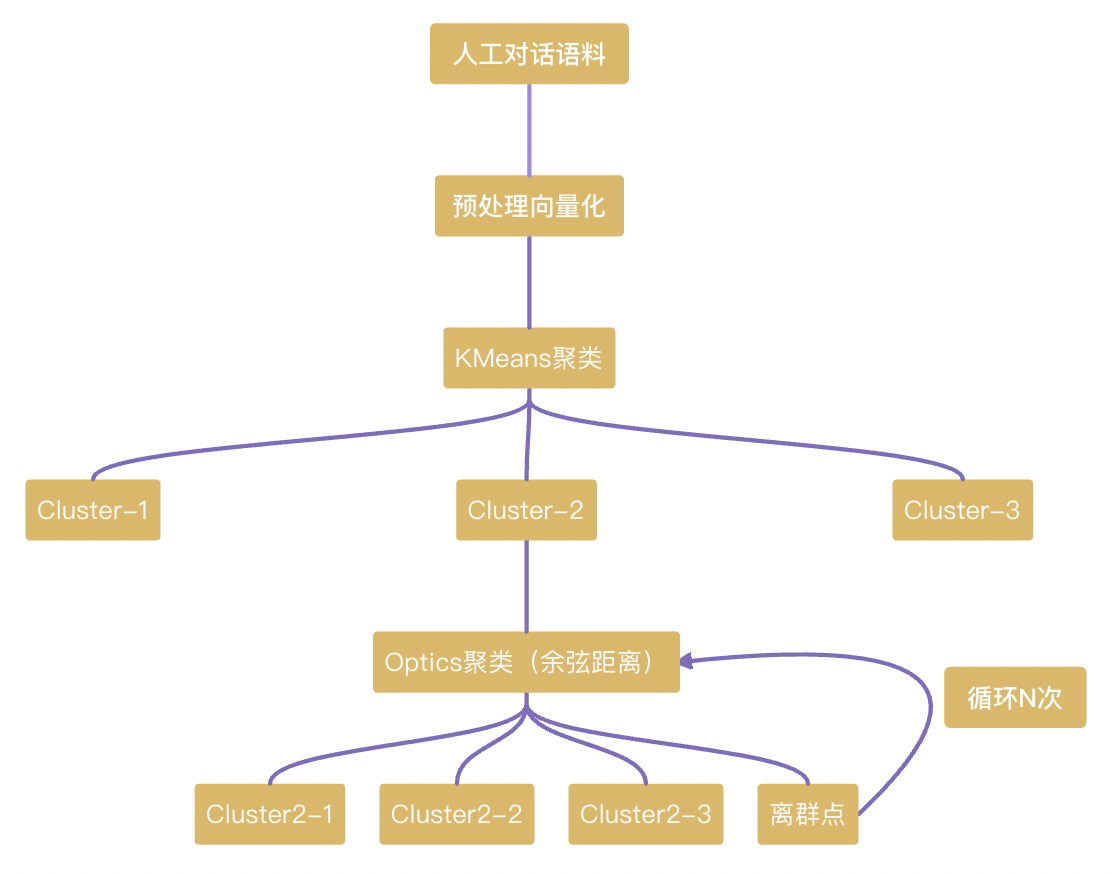 人工对话语料
预处理向量化
KMeans聚类
Cluster-1
Cluster-2
Cluster-3
Optics聚类（余弦距离）
循环N次
Cluster2-1
Cluster2-2
Cluster2-3
离群点